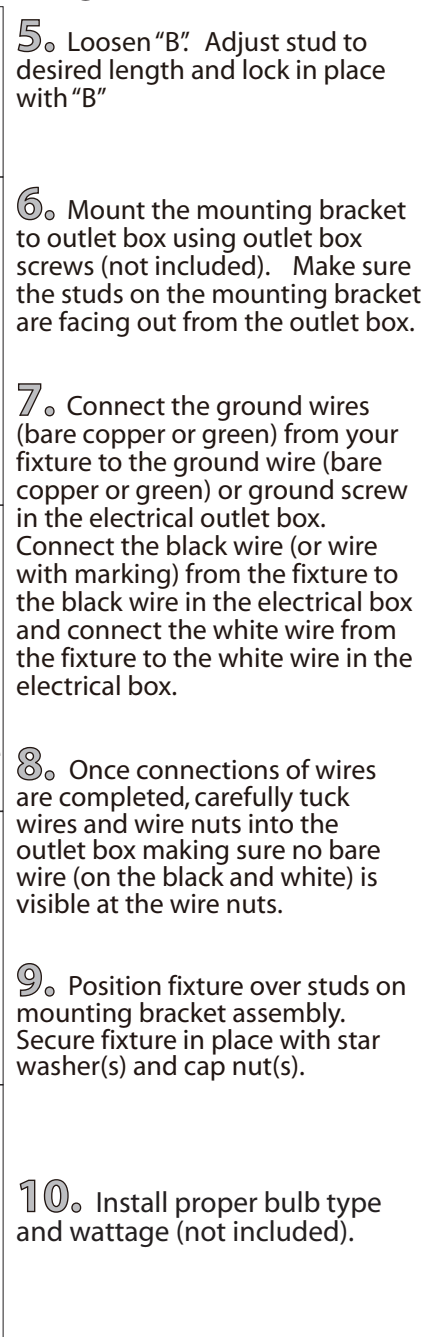 5. Loosen “B”. Adjust stud to
desired length and lock in place
with “B”
6. Mount the mounting bracket
to outlet box using outlet box
screws (not included). Make sure
the studs on the mounting bracket
are facing out from the outlet box.
7. Connect the ground wires
(bare copper or green) from your
fixture to the ground wire (bare
copper or green) or ground screw
in the electrical outlet box.
Connect the black wire (or wire
with marking) from the fixture to
the black wire in the electrical box
and connect the white wire from
the fixture to the white wire in the
electrical box.
8. Once connections of wires
are completed, carefully tuck
wires and wire nuts into the
outlet box making sure no bare
wire (on the black and white) is
visible at the wire nuts.
9. Position fixture over studs on
mounting bracket assembly.
Secure fixture in place with star
washer(s) and cap nut(s).
10. Install proper bulb type
and wattage (not included).